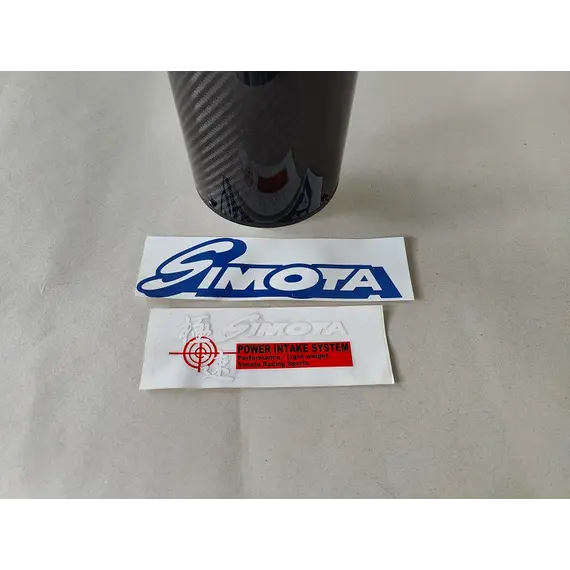 SIMOTA
SIMOTA
POWER INTAKE SYSTEM
Performance, Light-weight,
Simota Racing Sports